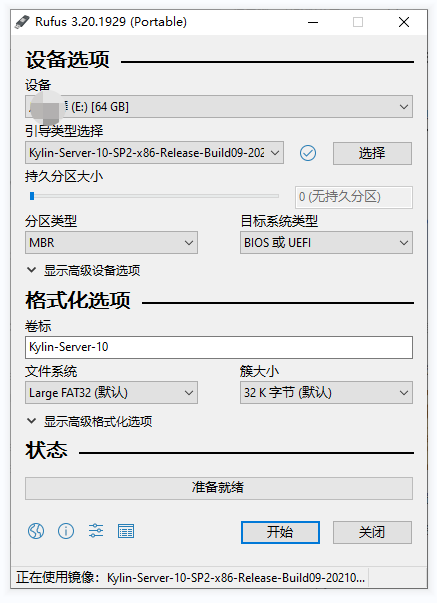 Rufus 3.20.1929 (Portable)
设备选项
设备
(E:) [64 GB]
引导类型选择
Kylin-Server-10-SP2-x86-Release-Build09-202
选择
持久分区大小
0 (无持久分区)
分区类型
目标系统类型
MBR
BIOS 或 UEFI
显示高级设备选项
格式化选项
卷标
Kylin-Server-10
文件系统
簇大小
Large FAT32 (默认)
32 K 字节 (默认)
显示高级格式化选项
状态
准备就绪
开始
关闭
正在使用镜像：Kylin-Server-10-SP2-x86-Release-Build09-20210...